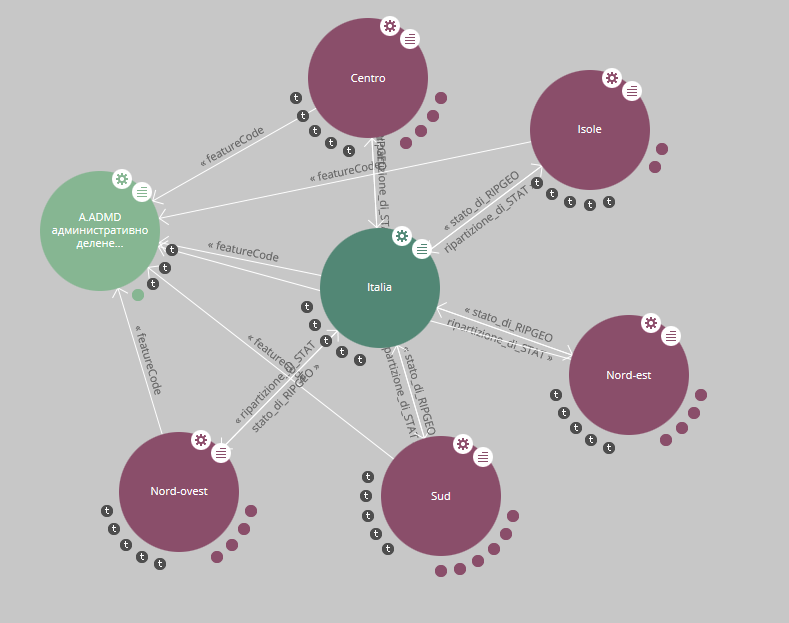 Centro
Isole
« featureCode
« featureCode
« stato_di_RIPGEO
ripartizione_di_STAT
A.ADMD
административно
делене...
« featureCode
Italia
« stato_di_RIPGEO
ripartizione_di_STAT »
Nord-est
« featureCode
« ripartizione_di_STAT
stato_di_RIPGEO »
« stato_di_RIPGEO
Nord-ovest
Sud